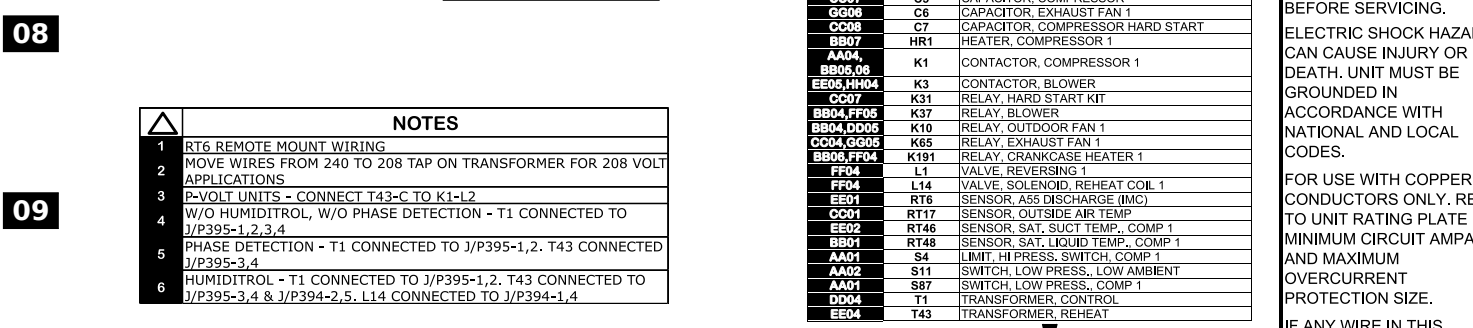 08
09
NOTES
1 RT6 REMOTE MOUNT WIRING
2 MOVE WIRES FROM 240 TO 208 TAP ON TRANSFORMER FOR 208 VOLT
APPLICATIONS
3 P-VOLT UNITS - CONNECT T43-C TO K1-L2
4 W/O HUMIDITROL, W/O PHASE DETECTION - T1 CONNECTED TO
J/P395-1,2,3,4
5 PHASE DETECTION - T1 CONNECTED TO J/P395-1,2. T43 CONNECTED
J/P395-3,4
6 HUMIDITROL - T1 CONNECTED TO J/P395-1,2. T43 CONNECTED TO
J/P395-3,4 & J/P394-2,5. L14 CONNECTED TO J/P394-1,4
GG06 C6 CAPACITOR, EXHAUST FAN 1
CC08 C7 CAPACITOR, COMPRESSOR HARD START
BB07 HR1 HEATER, COMPRESSOR 1
AA04,
BB05,06 K1 CONTACTOR, COMPRESSOR 1
EE05,HH04 K3 CONTACTOR, BLOWER
CC07 K31 RELAY, HARD START KIT
BB04,FF05 K37 RELAY, BLOWER
BB04,DD05 K10 RELAY, OUTDOOR FAN 1
CC04,GG05 K65 RELAY, EXHAUST FAN 1
BB06,FF04 K191 RELAY, CRANKCASE HEATER 1
FF04 L1 VALVE, REVERSING 1
FF04 L14 VALVE, SOLENOID, REHEAT COIL 1
EE01 RT6 SENSOR, A55 DISCHARGE (IMC)
CC01 RT17 SENSOR, OUTSIDE AIR TEMP
EE02 RT46 SENSOR, SAT. SUCT TEMP., COMP 1
BB01 RT48 SENSOR, SAT. LIQUID TEMP., COMP 1
AA01 S4 LIMIT, HI PRESS. SWITCH, COMP 1
AA02 S11 SWITCH, LOW PRESS., LOW AMBIENT
AA01 S87 SWITCH, LOW PRESS., COMP 1
DD04 T1 TRANSFORMER, CONTROL
EE04 T43 TRANSFORMER, REHEAT
BEFORE SERVICING.
ELECTRIC SHOCK HAZA
CAN CAUSE INJURY OR
DEATH. UNIT MUST BE
GROUNDED IN
ACCORDANCE WITH
NATIONAL AND LOCAL
CODES.
FOR USE WITH COPPER
CONDUCTORS ONLY. RE
TO UNIT RATING PLATE
MINIMUM CIRCUIT AMPA
AND MAXIMUM
OVERCURRENT
PROTECTION SIZE.
IF ANY WIRE IN THIS